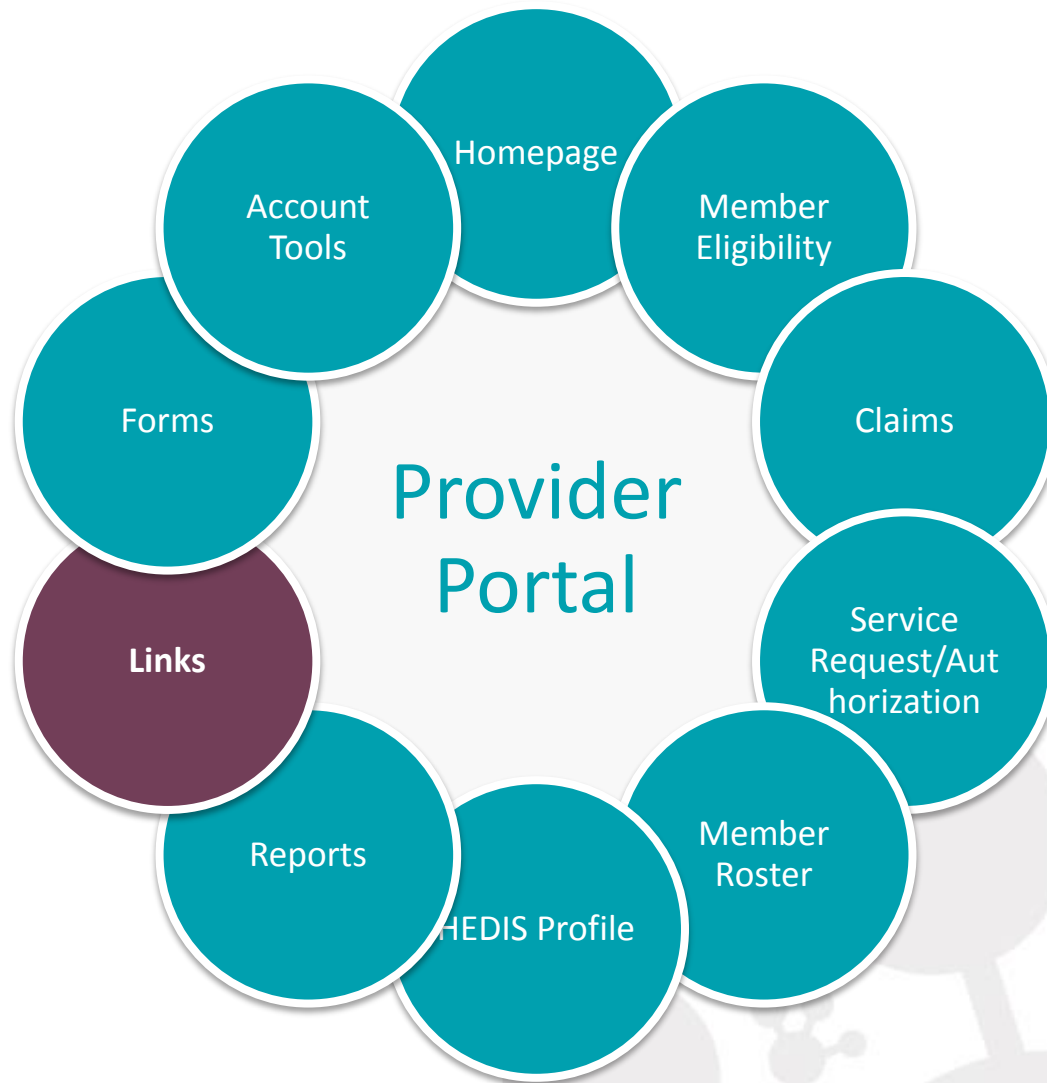 Homepage
Member
Eligibility
Claims
Service
Request/Aut
horization
Member
Roster
HEDIS Profile
Reports
Links
Forms
Account
Tools
Provider
Portal